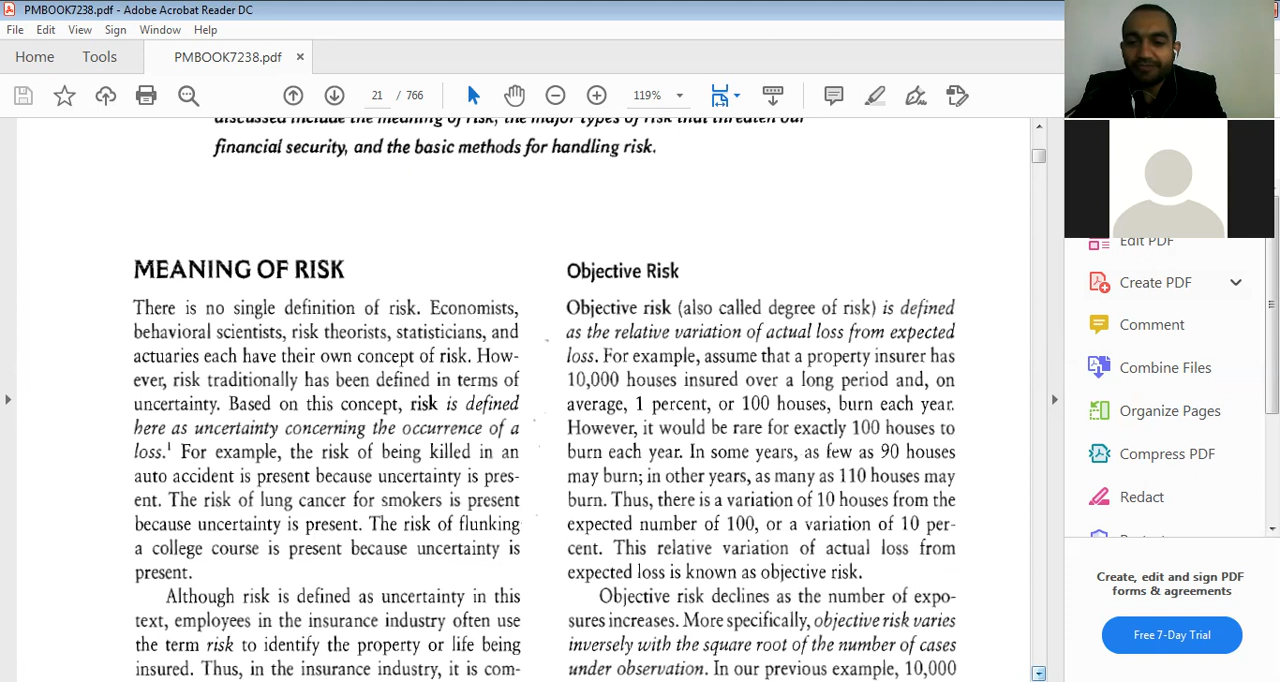 PMBOOK7238.pdf - Adobe Acrobat Reader DC
File Edit View Sign Window Help
Home Tools PMBOOK7238.pdf ×
21 / 766 119%
discussed include the meaning of risk, the major types of risk that threaten our
financial security, and the basic methods for handling risk.
MEANING OF RISK
There is no single definition of risk. Economists,
behavioral scientists, risk theorists, statisticians, and
actuaries each have their own concept of risk. How-
ever, risk traditionally has been defined in terms of
uncertainty. Based on this concept, risk is defined
here as uncertainty concerning the occurrence of a
loss.¹ For example, the risk of being killed in an
auto accident is present because uncertainty is pres-
ent. The risk of lung cancer for smokers is present
because uncertainty is present. The risk of flunking
a college course is present because uncertainty is
present.
Although risk is defined as uncertainty in this
text, employees in the insurance industry often use
the term risk to identify the property or life being
insured. Thus, in the insurance industry, it is com-
Objective Risk
Objective risk (also called degree of risk) is defined
as the relative variation of actual loss from expected
loss. For example, assume that a property insurer has
10,000 houses insured over a long period and, on
average, 1 percent, or 100 houses, burn each year.
However, it would be rare for exactly 100 houses to
burn each year. In some years, as few as 90 houses
may burn; in other years, as many as 110 houses may
burn. Thus, there is a variation of 10 houses from the
expected number of 100, or a variation of 10 per-
cent. This relative variation of actual loss from
expected loss is known as objective risk.
Objective risk declines as the number of expo-
sures increases. More specifically, objective risk varies
inversely with the square root of the number of cases
under observation. In our previous example, 10,000
Edit PDF
Create PDF
Comment
Combine Files
Organize Pages
Compress PDF
Redact
Create, edit and sign PDF
forms & agreements
Free 7-Day Trial